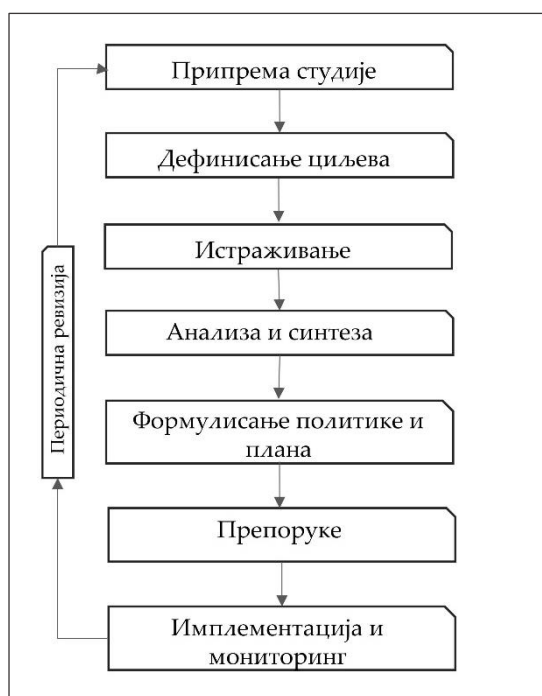 Припрема студије
Дефинисање циљева
Истраживање
Анализа и синтеза
Формулисање политике и
плана
Препоруке
Имплементација и
мониторинг
Периодична ревизија